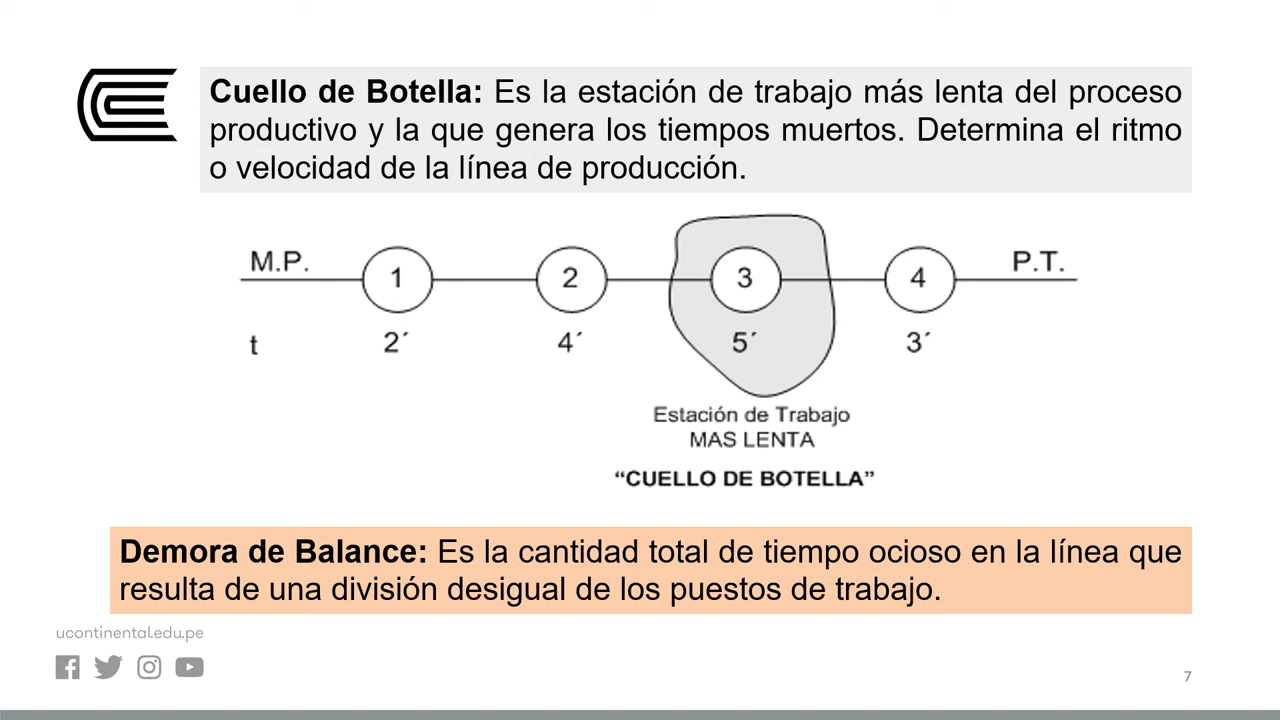 Cuello de Botella: Es la estación de trabajo más lenta del proceso
productivo y la que genera los tiempos muertos. Determina el ritmo
o velocidad de la línea de producción.
M.P. 1 2 3 4 P.T.
t 2´ 4´ 5´ 3´
Estación de Trabajo
MAS LENTA
“CUELLO DE BOTELLA”
Demora de Balance: Es la cantidad total de tiempo ocioso en la línea que
resulta de una división desigual de los puestos de trabajo.
ucontinental.edu.pe
7